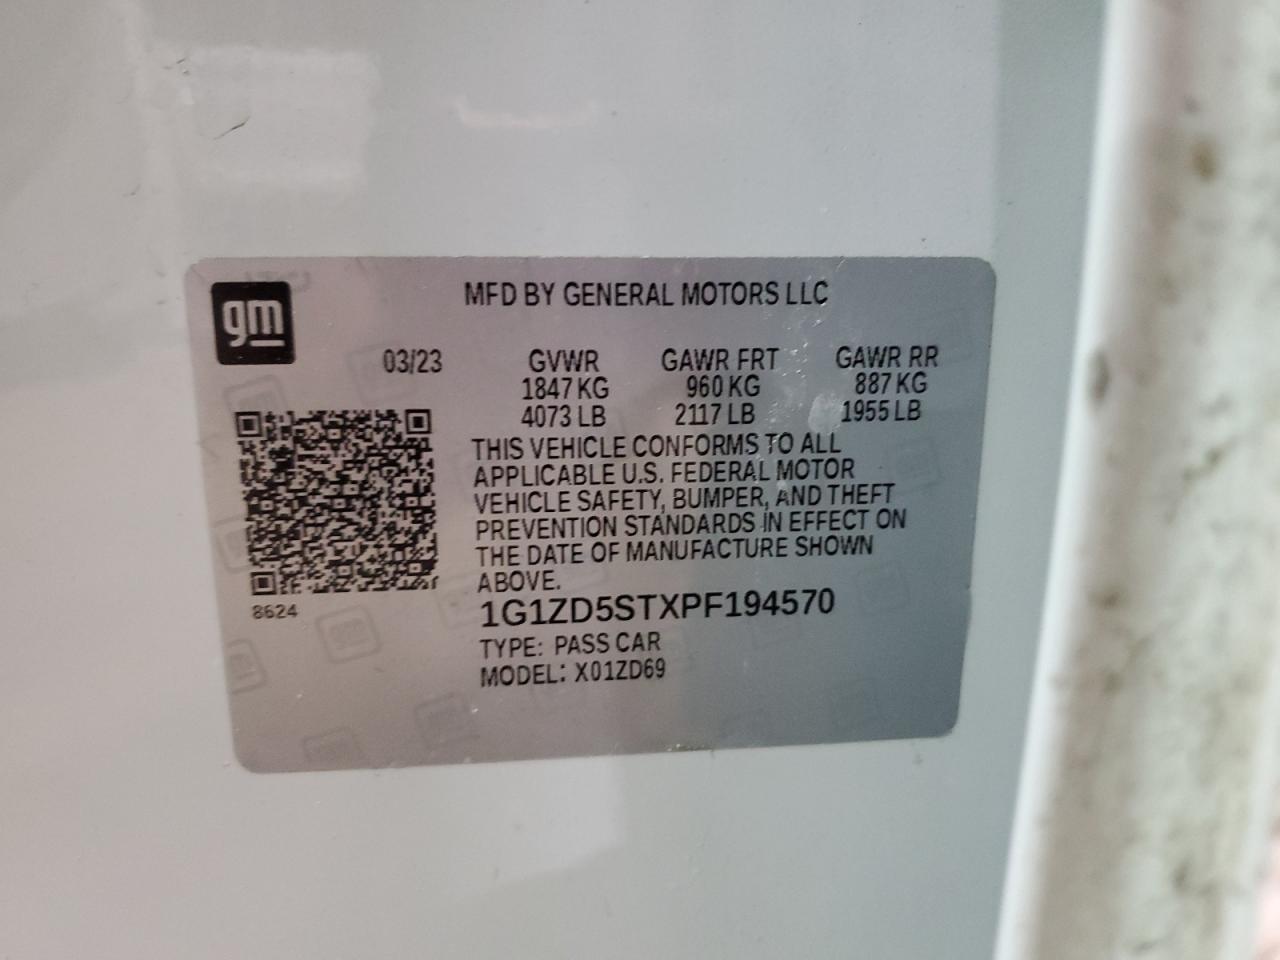 gm
MFD BY GENERAL MOTORS LLC
03/23 GVWR GAWR FRT GAWR RR
1847 KG 960 KG 887 KG
4073 LB 2117 LB 1955 LB
THIS VEHICLE CONFORMS TO ALL
APPLICABLE U.S. FEDERAL MOTOR
VEHICLE SAFETY, BUMPER, AND THEFT
PREVENTION STANDARDS IN EFFECT ON
THE DATE OF MANUFACTURE SHOWN
ABOVE.
8624
1G1ZD5STXPF194570
TYPE: PASS CAR
MODEL: X01ZD69